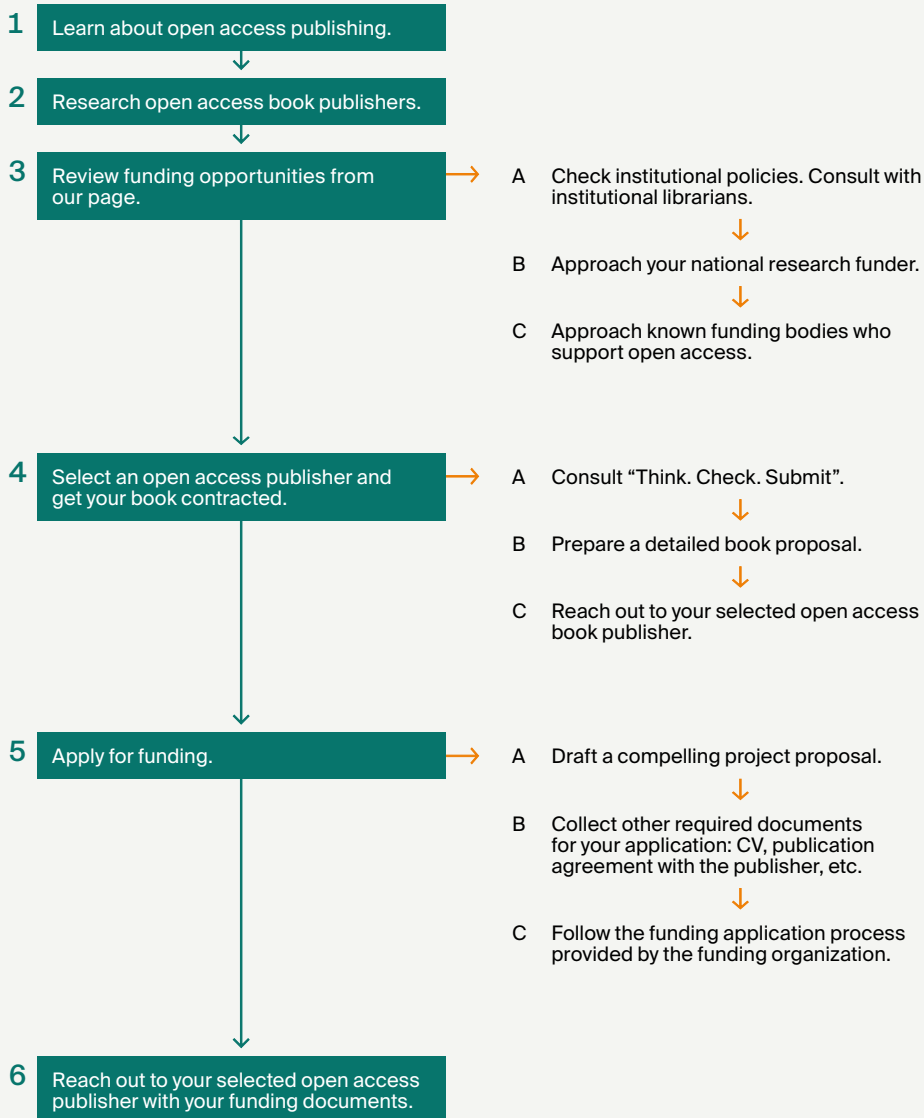 1 Learn about open access publishing.
2 Research open access book publishers.
3 Review funding opportunities from
our page.
A Check institutional policies. Consult with
institutional librarians.
B Approach your national research funder.
C Approach known funding bodies who
support open access.
4 Select an open access publisher and
get your book contracted.
A Consult “Think. Check. Submit”.
B Prepare a detailed book proposal.
C Reach out to your selected open access
book publisher.
5 Apply for funding.
A Draft a compelling project proposal.
B Collect other required documents
for your application: CV, publication
agreement with the publisher, etc.
C Follow the funding application process
provided by the funding organization.
6 Reach out to your selected open access
publisher with your funding documents.